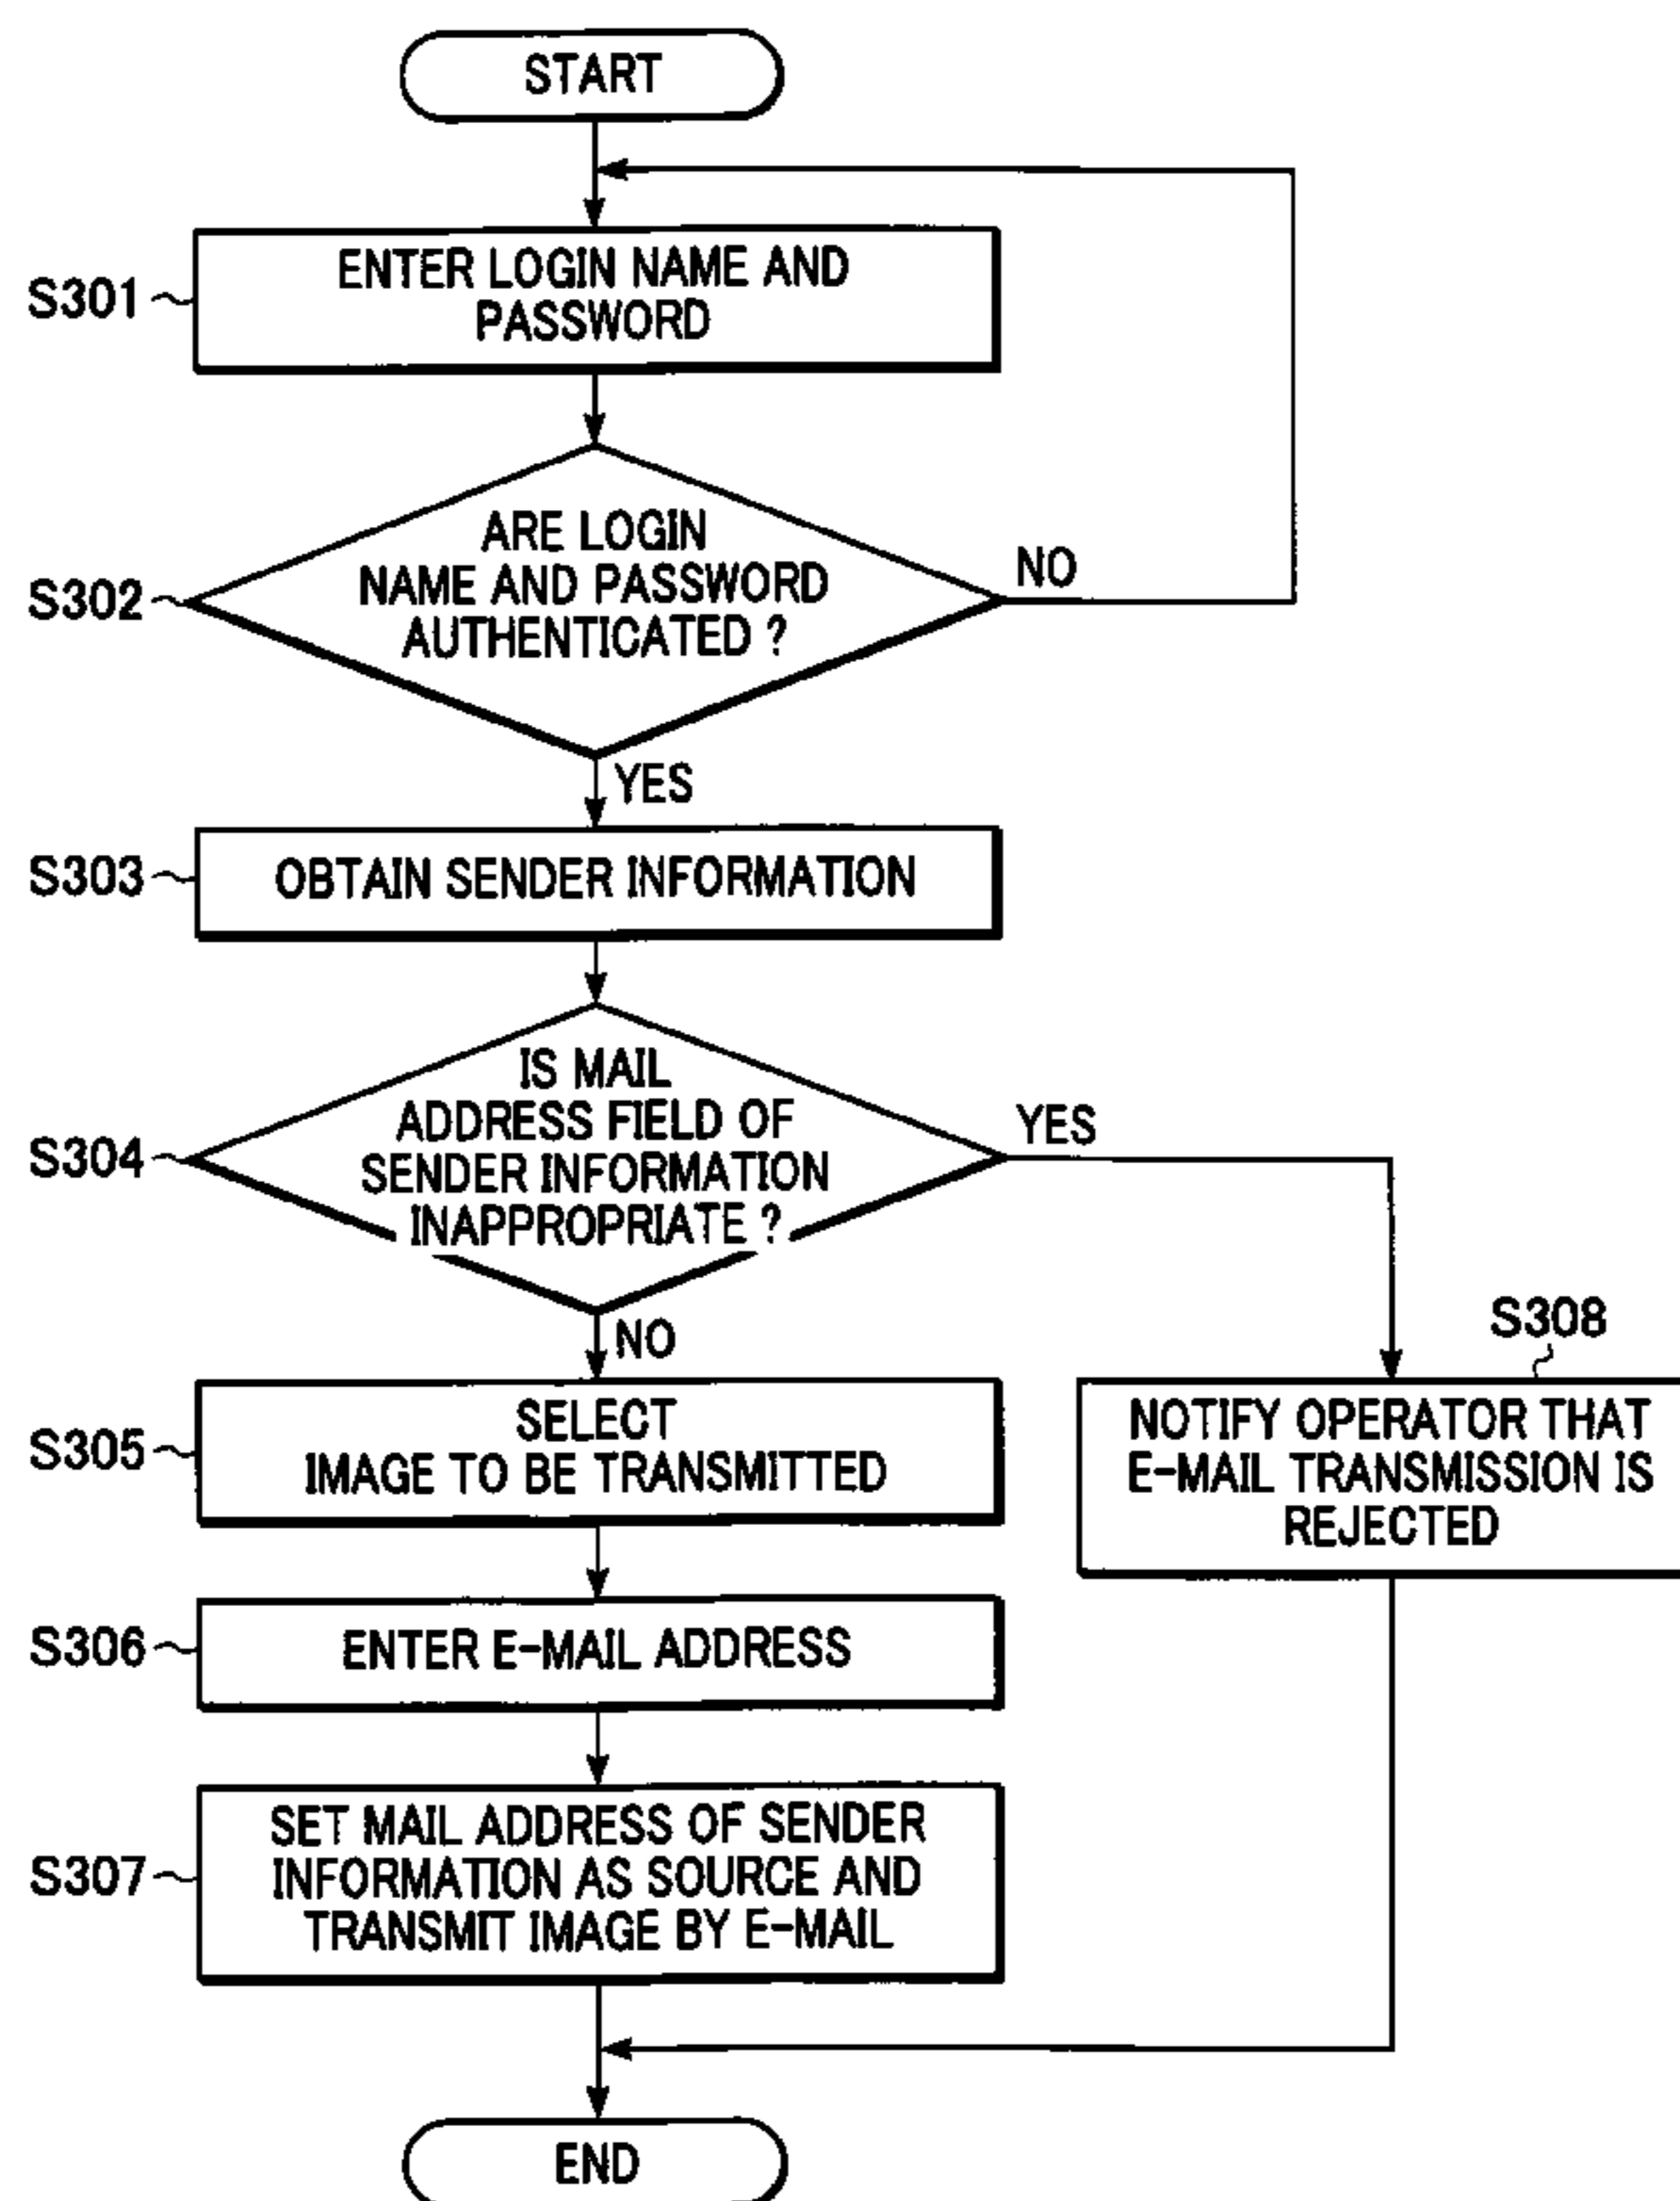 START
S301
ENTER LOGIN NAME AND
PASSWORD
S302
ARE LOGIN
NAME AND PASSWORD
AUTHENTICATED ?
NO
YES
S303
OBTAIN SENDER INFORMATION
S304
IS MAIL
ADDRESS FIELD OF
SENDER INFORMATION
INAPPROPRIATE ?
YES
NO
S305
SELECT
IMAGE TO BE TRANSMITTED
S308
NOTIFY OPERATOR THAT
E-MAIL TRANSMISSION IS
REJECTED
S306
ENTER E-MAIL ADDRESS
S307
SET MAIL ADDRESS OF SENDER
INFORMATION AS SOURCE AND
TRANSMIT IMAGE BY E-MAIL
END